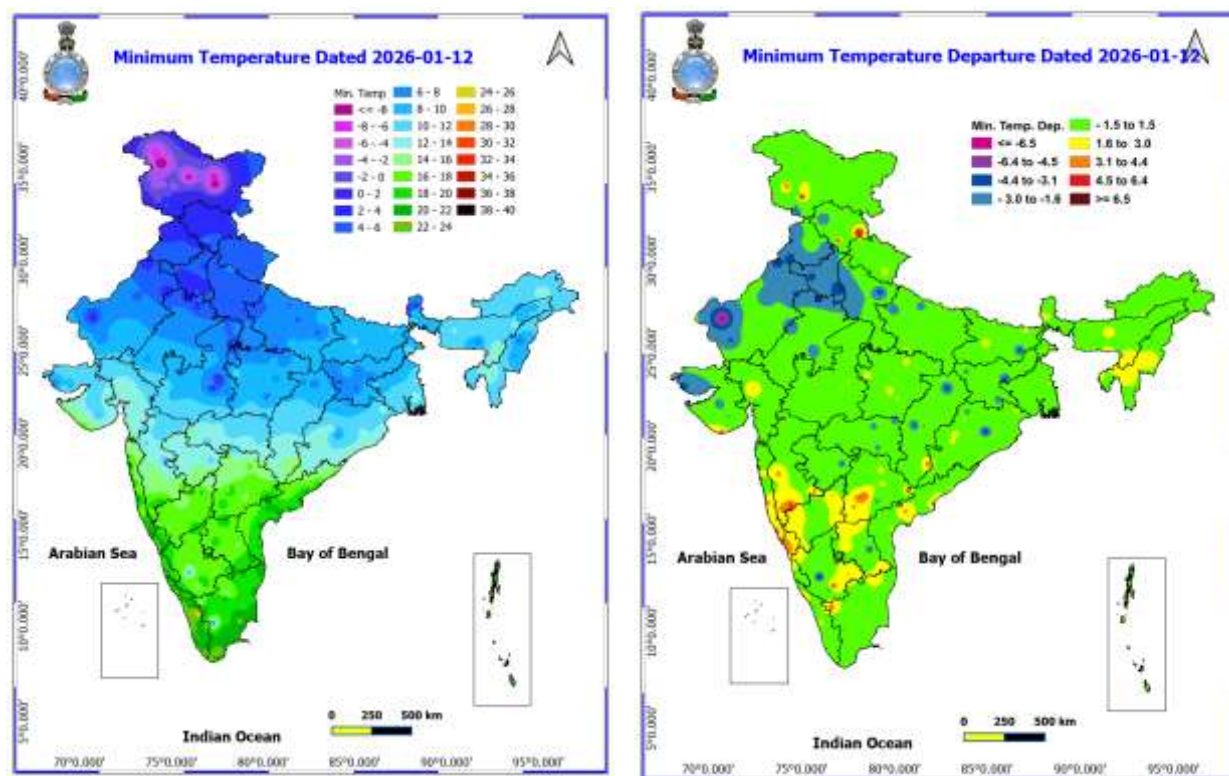 Minimum Temperature Dated 2026-01-12
Min. Temp
<= -8
-8 - -6
-6 - -4
-4 - -2
-2 - 0
0 - 2
2 - 4
4 - 6
6 - 8
8 - 10
10 - 12
12 - 14
14 - 16
16 - 18
18 - 20
20 - 22
22 - 24
24 - 26
26 - 28
28 - 30
30 - 32
32 - 34
34 - 36
36 - 38
38 - 40
40°0.000'
35°0.000'
30°0.000'
25°0.000'
20°0.000'
15°0.000'
10°0.000'
5°0.000'
Arabian Sea
Bay of Bengal
0 250 500 km
Indian Ocean
70°0.000' 75°0.000' 80°0.000' 85°0.000' 90°0.000' 95°0.000'
Minimum Temperature Departure Dated 2026-01-12
Min. Temp. Dep.
<= -6.5
-6.4 to -4.5
-4.4 to -3.1
- 3.0 to -1.6
- 1.5 to 1.5
1.6 to 3.0
3.1 to 4.4
4.5 to 6.4
>= 6.5
40°0.000'
35°0.000'
30°0.000'
25°0.000'
20°0.000'
15°0.000'
10°0.000'
5°0.000'
Arabian Sea
Bay of Bengal
0 250 500 km
Indian Ocean
70°0.000' 75°0.000' 80°0.000' 85°0.000' 90°0.000' 95°0.000'